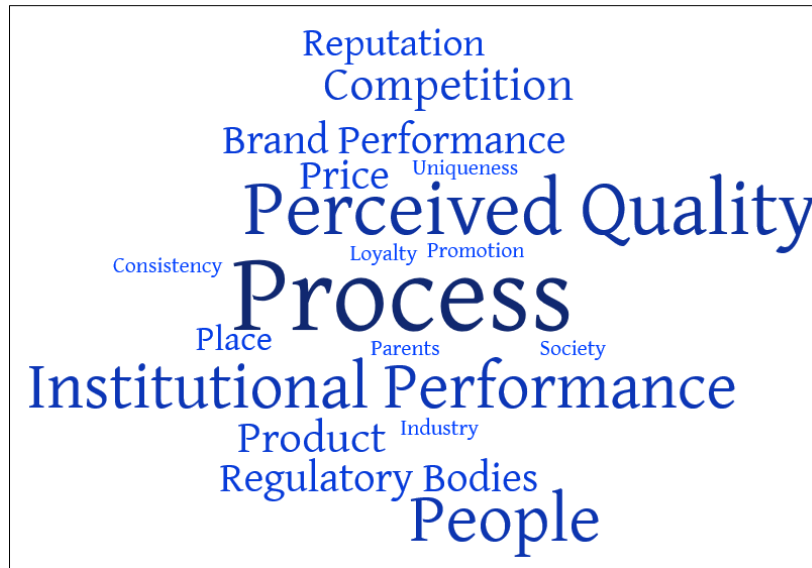 Reputation
Competition
Brand Performance
Price Uniqueness
Perceived Quality
Loyalty Promotion
Consistency
Process
Place
Parents Society
Institutional Performance
Product Industry
Regulatory Bodies
People